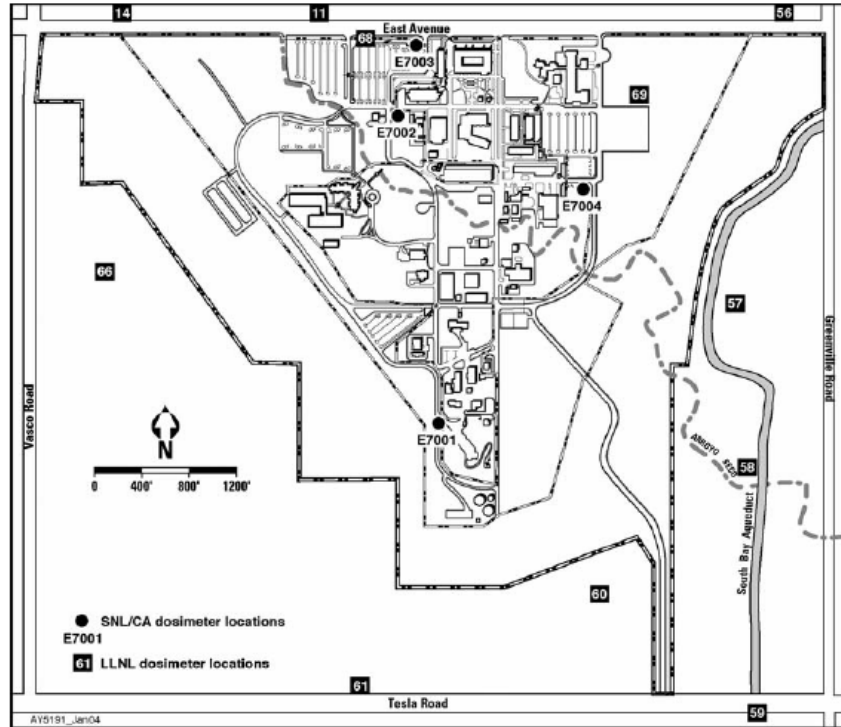 14
11
56
East Avenue
68
E7003
69
E7002
E7004
66
57
Vasco Road
Greenville Road
E7001
N
0 400' 800' 1200'
ARROYO SECO
58
South Bay Aqueduct
60
SNL/CA dosimeter locations
E7001
61 LLNL dosimeter locations
61
Tesla Road
59
AY5191_Jan04